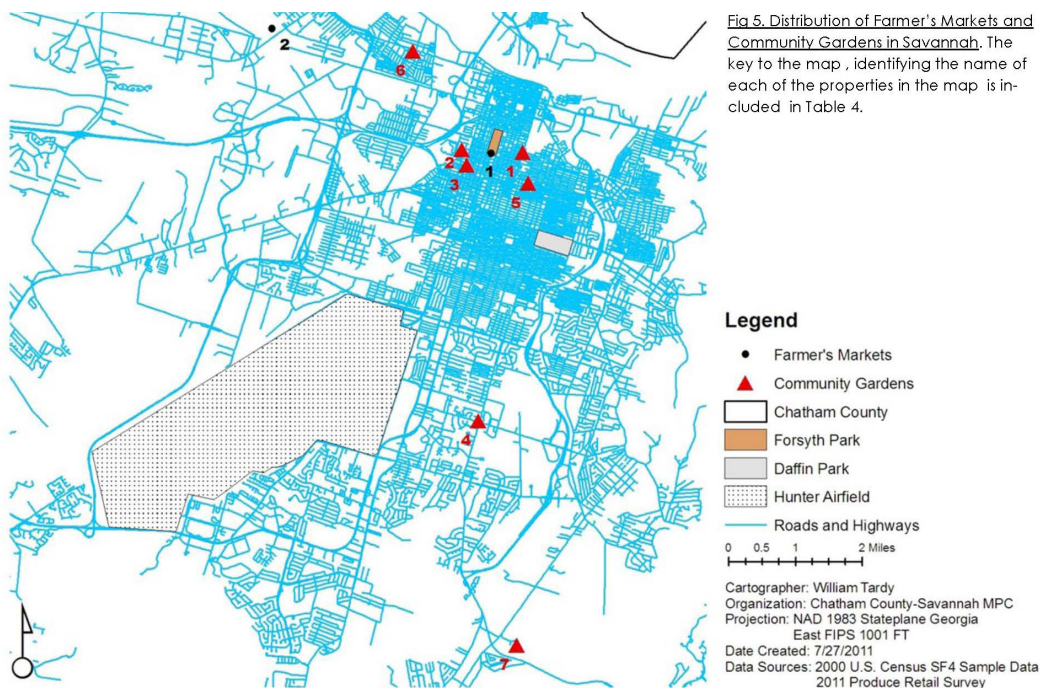 Fig 5. Distribution of Farmer's Markets and
Community Gardens in Savannah. The
key to the map , identifying the name of
each of the properties in the map is in-
cluded in Table 4.
2
6
2
1
1
3
5
4
7
Legend
Farmer's Markets
Community Gardens
Chatham County
Forsyth Park
Daffin Park
Hunter Airfield
Roads and Highways
0 0.5 1 2 Miles
Cartographer: William Tardy
Organization: Chatham County-Savannah MPC
Projection: NAD 1983 Stateplane Georgia
East FIPS 1001 FT
Date Created: 7/27/2011
Data Sources: 2000 U.S. Census SF4 Sample Data
2011 Produce Retail Survey